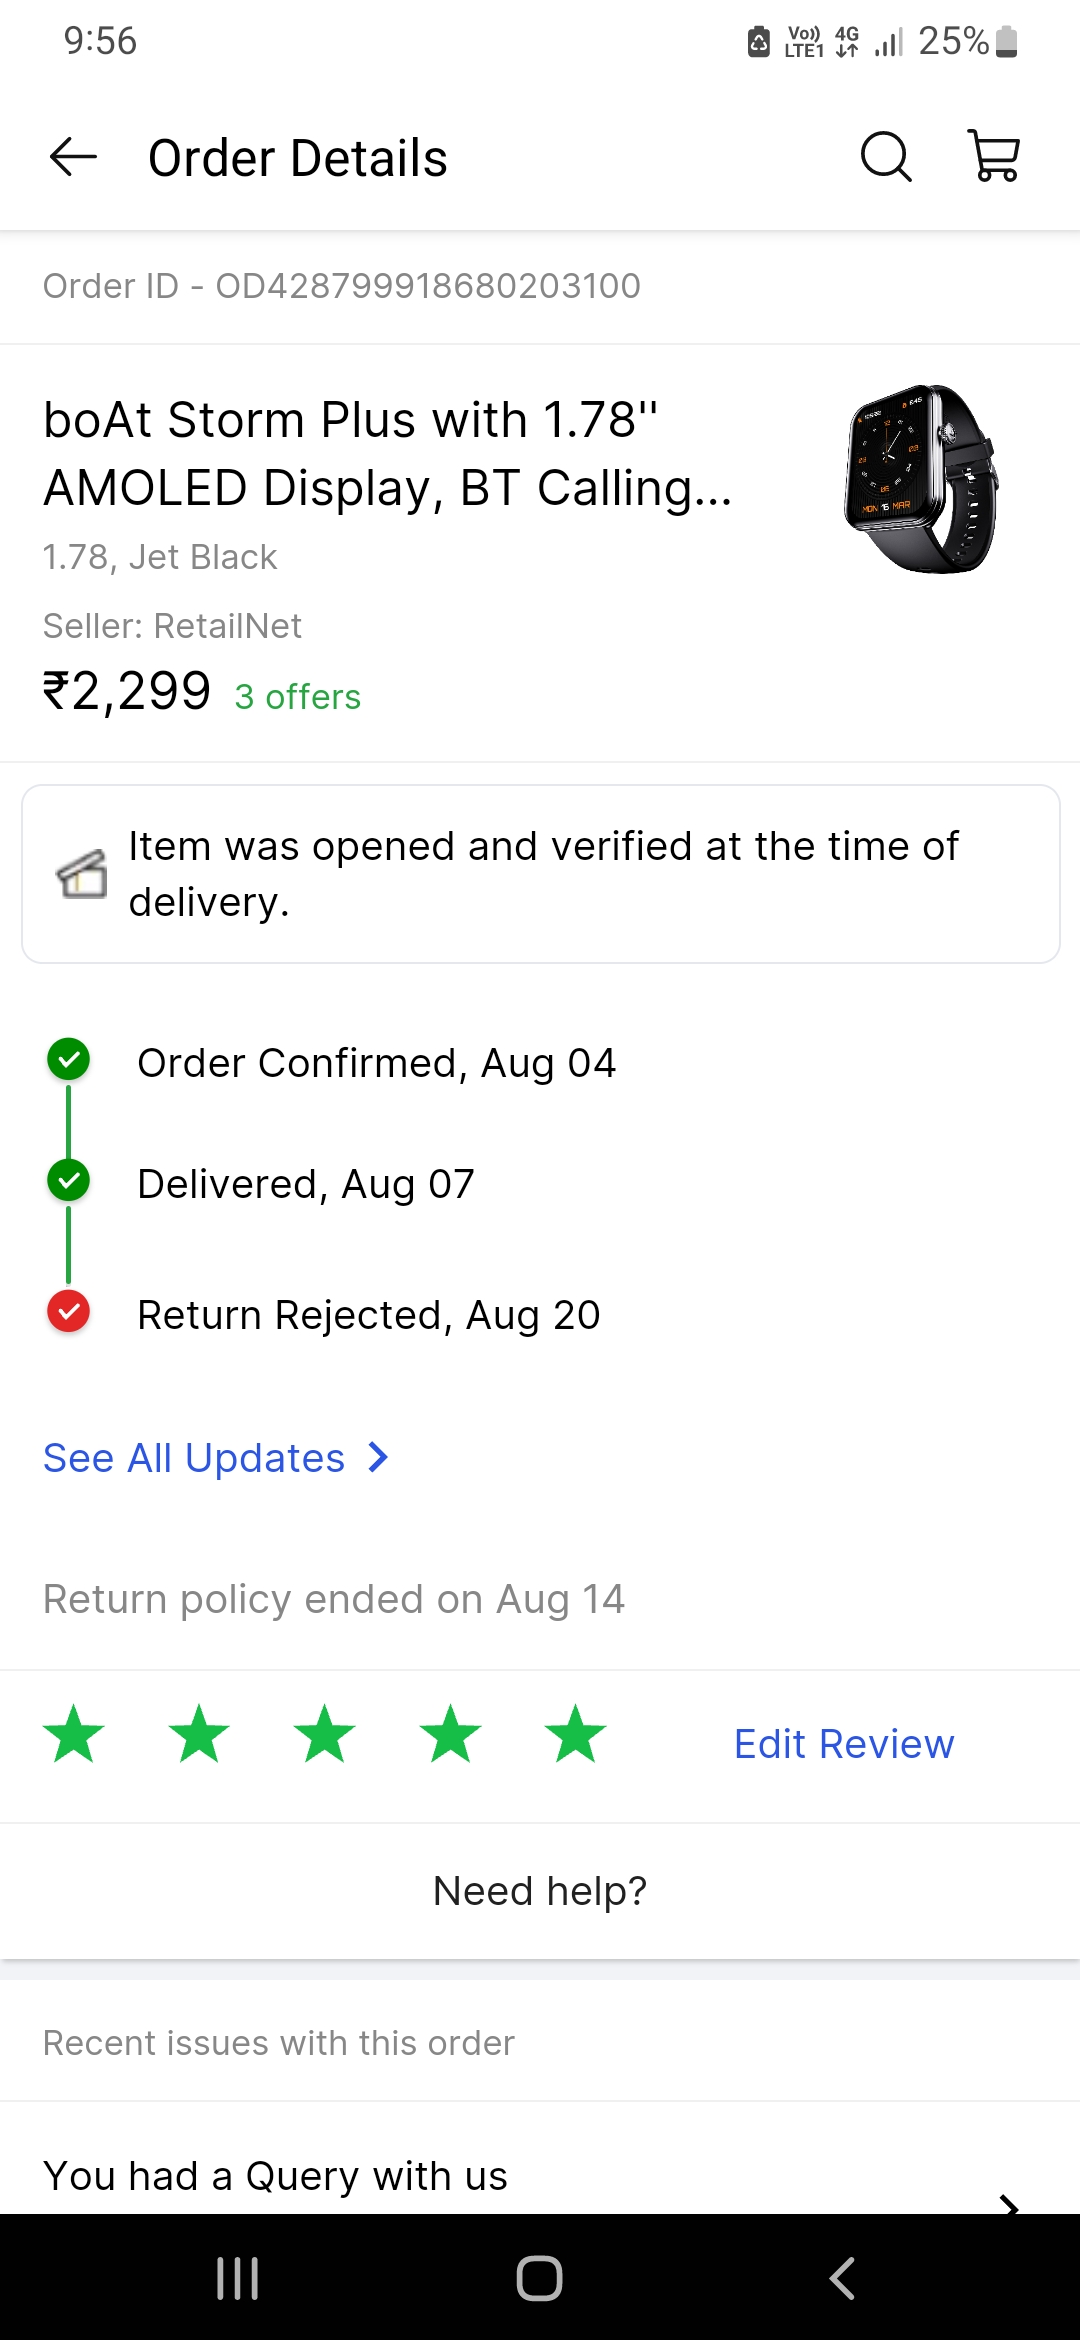 9:56
Vo)) LTE1 4G 25%
Order Details
Order ID - OD428799918680203100
boAt Storm Plus with 1.78"
AMOLED Display, BT Calling...
1.78, Jet Black
Seller: RetailNet
₹2,299 3 offers
Item was opened and verified at the time of
delivery.
Order Confirmed, Aug 04
Delivered, Aug 07
Return Rejected, Aug 20
See All Updates
Return policy ended on Aug 14
Edit Review
Need help?
Recent issues with this order
You had a Query with us